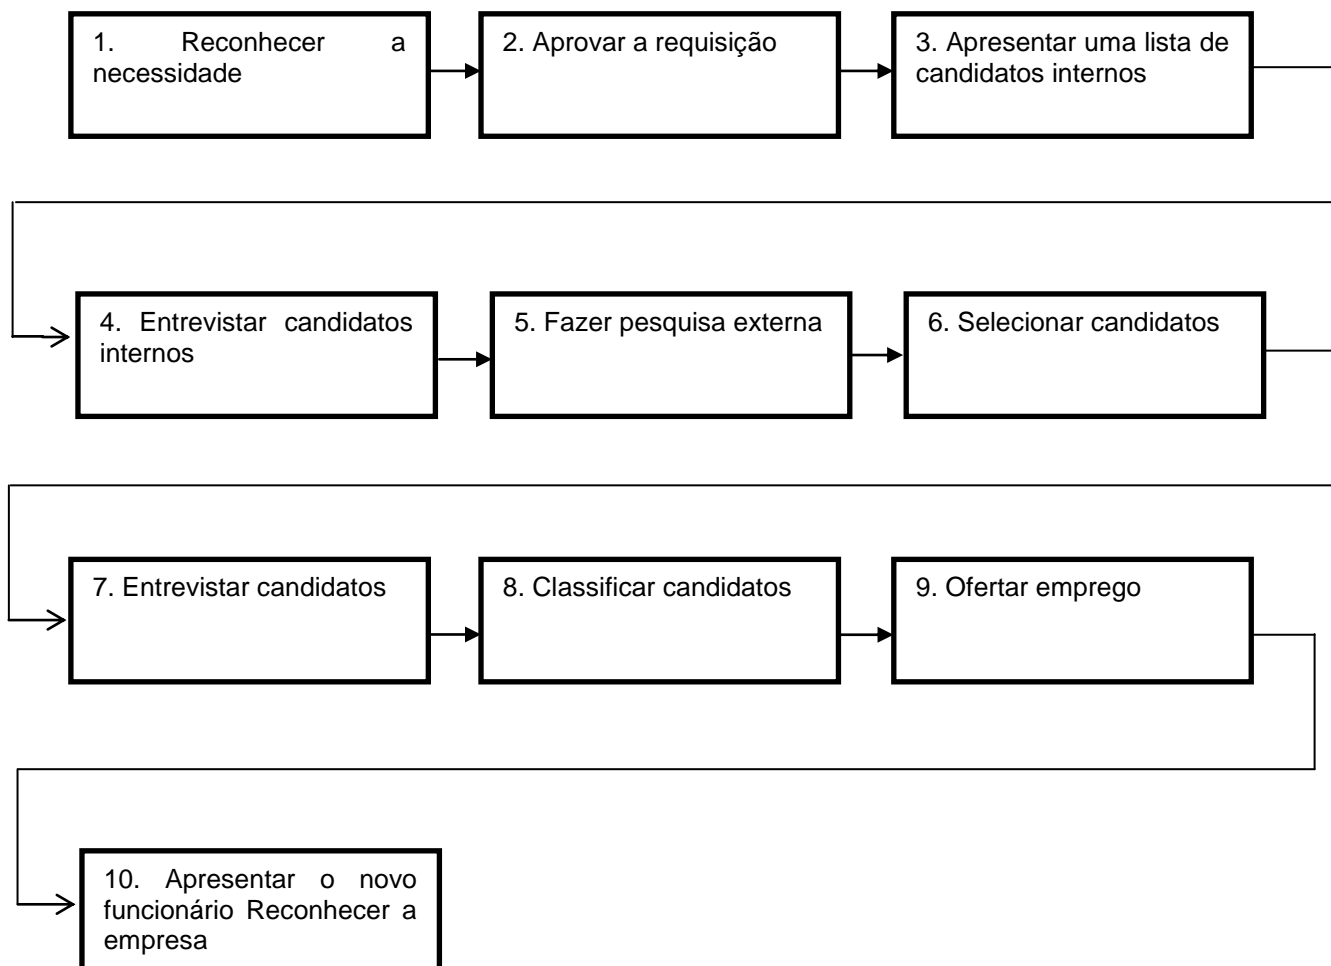 1. Reconhecer a
necessidade
2. Aprovar a requisição
3. Apresentar uma lista de
candidatos internos
4. Entrevistar candidatos
internos
5. Fazer pesquisa externa
6. Selecionar candidatos
7. Entrevistar candidatos
8. Classificar candidatos
9. Ofertar emprego
10. Apresentar o novo
funcionário Reconhecer a
empresa